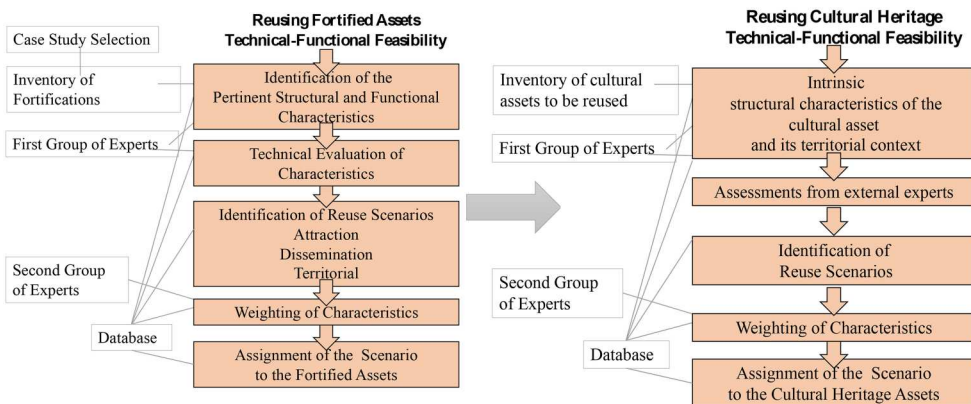 Reusing Fortified Assets
Technical-Functional Feasibility
Case Study Selection
Inventory of
Fortifications
First Group of Experts
Second Group
of Experts
Database
Identification of the
Pertinent Structural and Functional
Characteristics
Technical Evaluation of
Characteristics
Identification of Reuse Scenarios
Attraction
Dissemination
Territorial
Weighting of Characteristics
Assignment of the Scenario
to the Fortified Assets
Reusing Cultural Heritage
Technical-Functional Feasibility
Inventory of cultural
assets to be reused
First Group of Experts
Second Group
of Experts
Database
Intrinsic
structural characteristics of the
cultural asset
and its territorial context
Assessments from external experts
Identification of
Reuse Scenarios
Weighting of Characteristics
Assignment of the Scenario
to the Cultural Heritage Assets